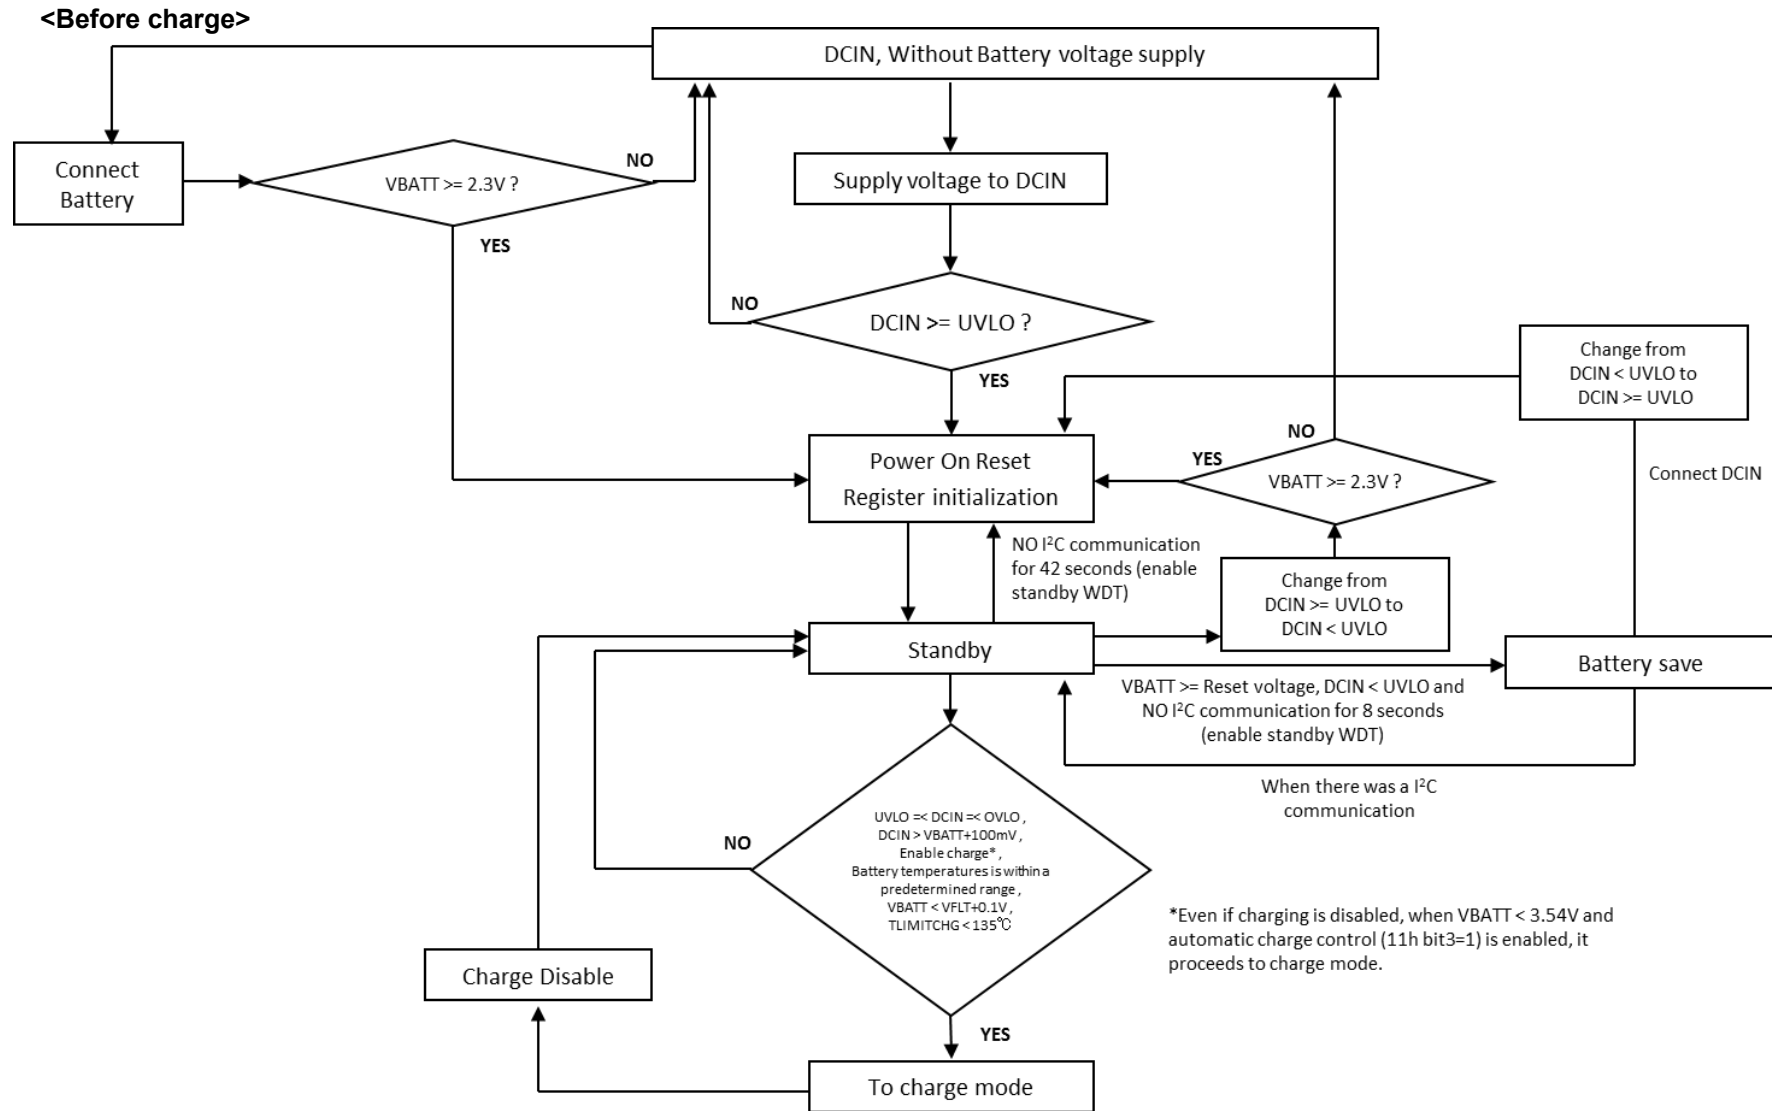 <Before charge>
DCIN, Without Battery voltage supply
Connect
Battery
VBATT >= 2.3V ?
NO
YES
Supply voltage to DCIN
DCIN >= UVLO ?
NO
YES
Change from
DCIN < UVLO to
DCIN >= UVLO
Power On Reset
Register initialization
NO
YES
VBATT >= 2.3V ?
Connect DCIN
NO I²C communication
for 42 seconds (enable
standby WDT)
Change from
DCIN >= UVLO to
DCIN < UVLO
Standby
Battery save
VBATT >= Reset voltage, DCIN < UVLO and
NO I²C communication for 8 seconds
(enable standby WDT)
When there was a I²C
communication
NO
UVLO =< DCIN =< OVLO ,
DCIN > VBATT+100mV ,
Enable charge* ,
Battery temperatures is within a
predetermined range ,
VBATT < VFLT+0.1V ,
TLIMITCHG < 135℃
*Even if charging is disabled, when VBATT < 3.54V and
automatic charge control (11h bit3=1) is enabled, it
proceeds to charge mode.
Charge Disable
YES
To charge mode